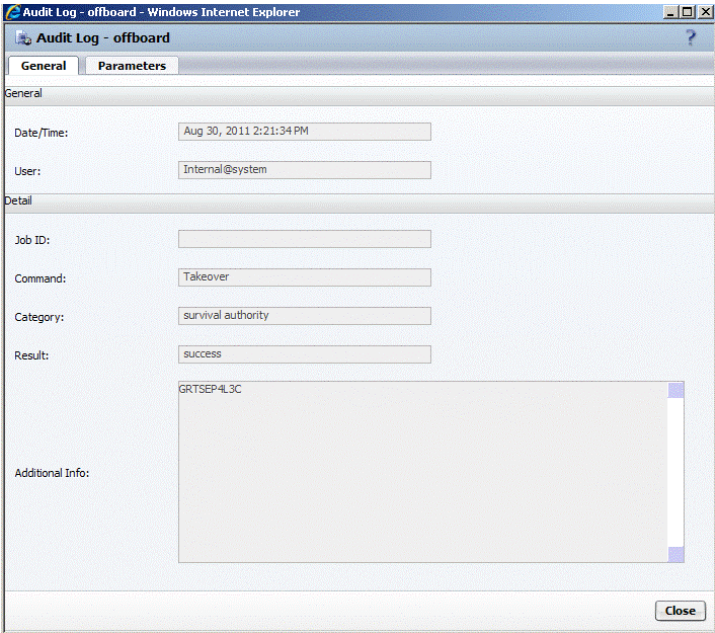 Audit Log - offboard - Windows Internet Explorer
Audit Log - offboard ?
General Parameters
General
Date/Time: Aug 30, 2011 2:21:34 PM
User: Internal@system
Detail
Job ID:
Command: Takeover
Category: survival authority
Result: success
GRTSEP4L3C
Additional Info:
Close